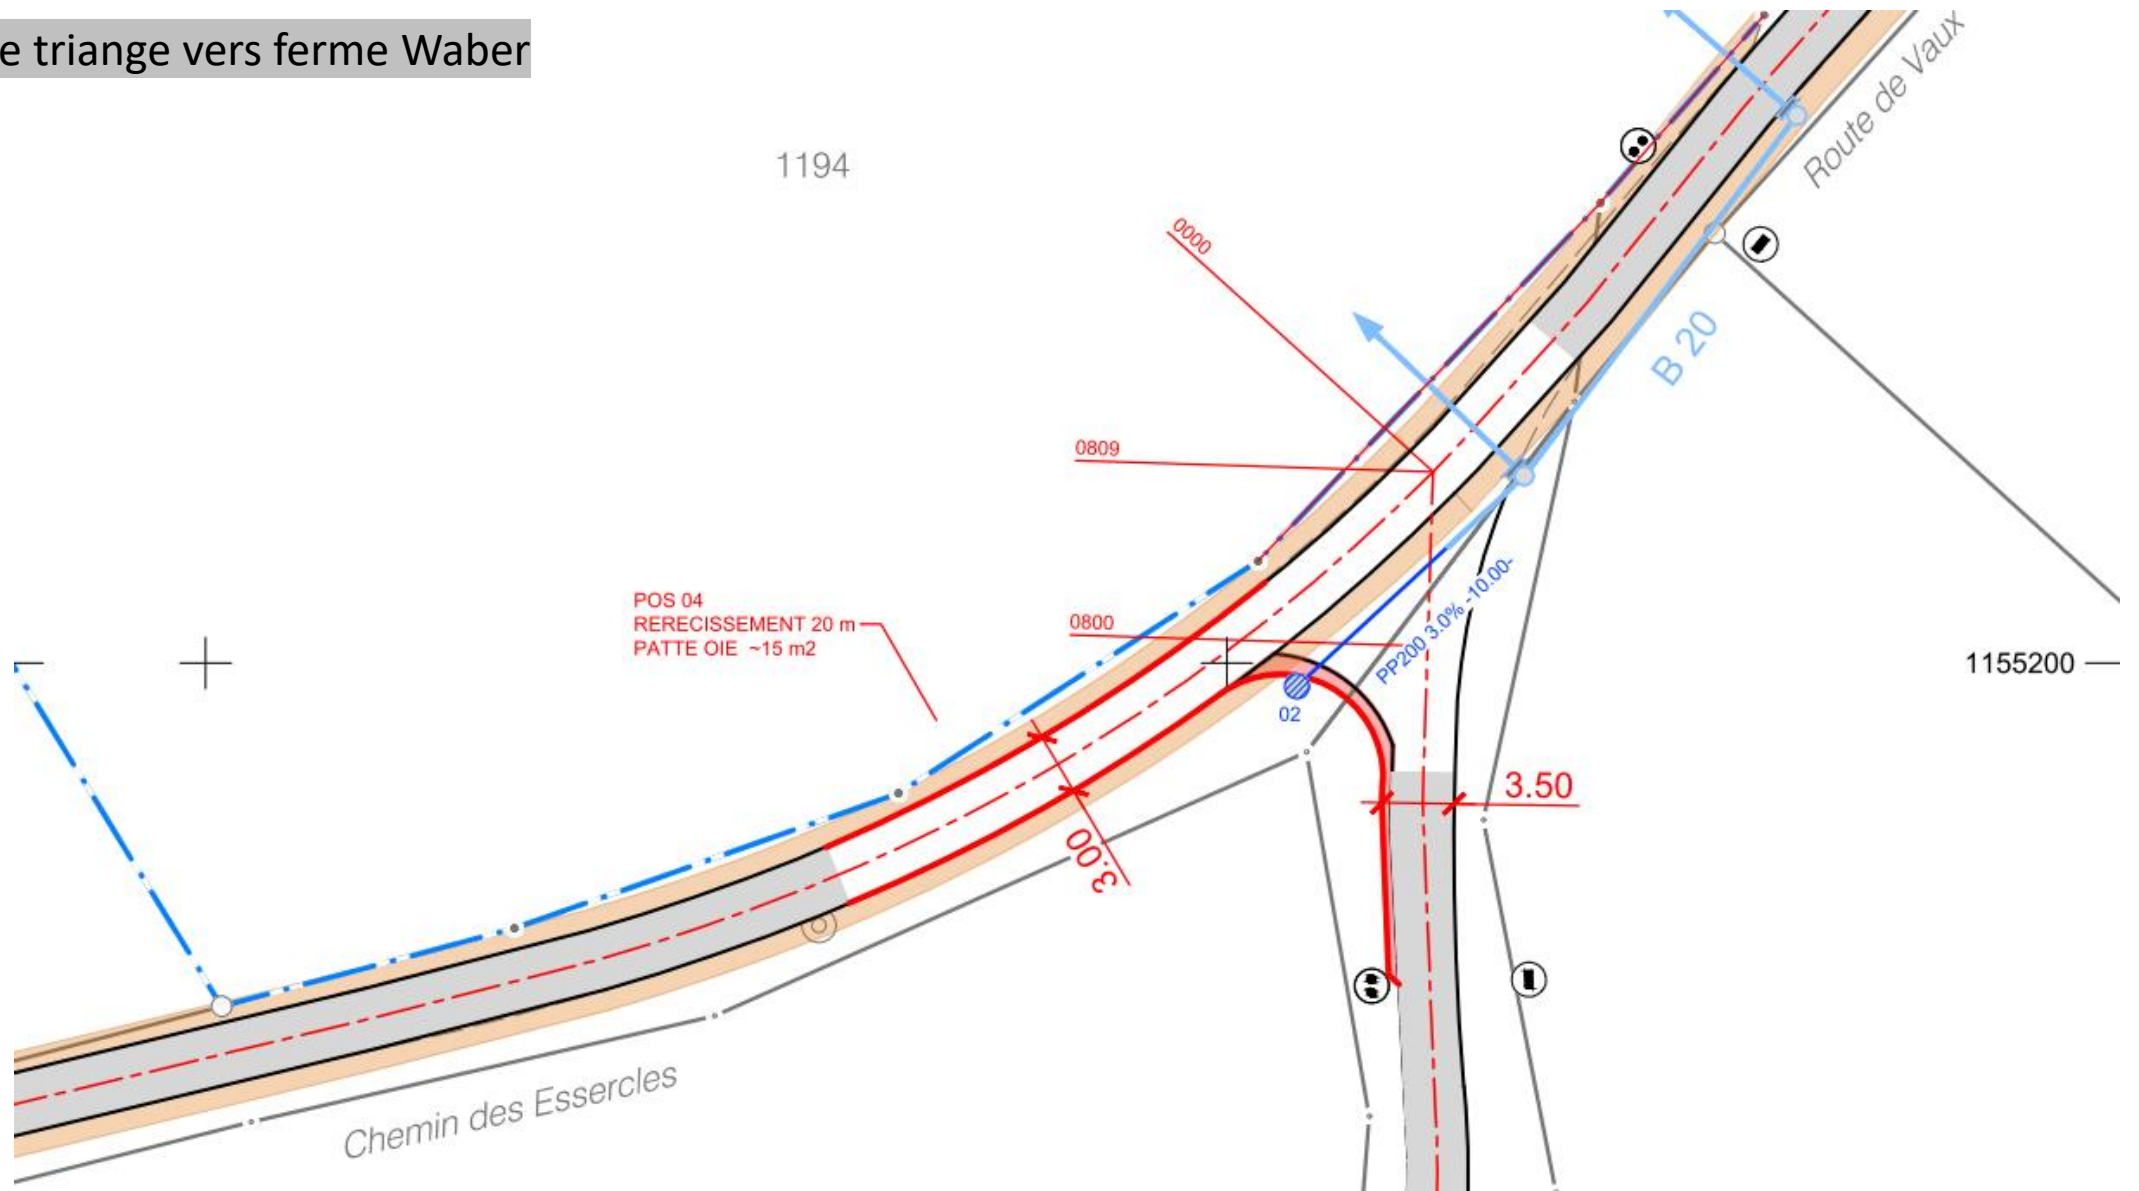 e triange vers ferme Waber
1194
Route de Vaux
0000
B 20
0809
POS 04
RERECISSEMENT 20 m
PATTE OIE ~15 m2
0800
PP200 3.0% -10.00-
02
1155200
3.50
3.00
Chemin des Essercles